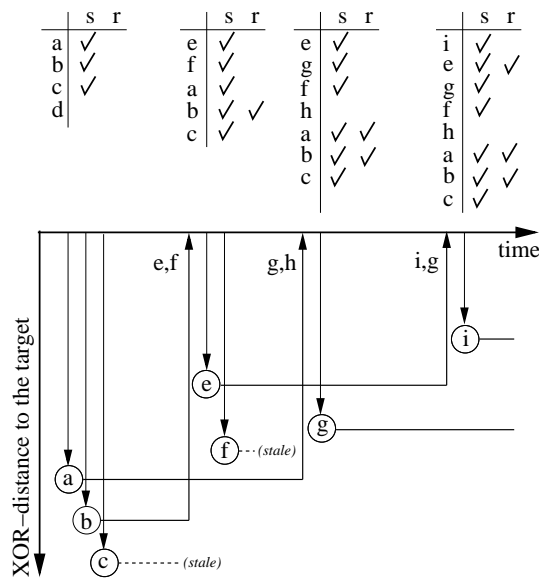 s r
a ✓
b ✓
c ✓
d
s r
e ✓
f ✓
a ✓
b ✓ ✓
c ✓
s r
e ✓
g ✓
f ✓
h
a ✓ ✓
b ✓ ✓
c ✓
s r
i ✓
e ✓ ✓
g ✓
f ✓
h
a ✓ ✓
b ✓ ✓
c ✓
time
e,f
g,h
i,g
i
e
g
f (stale)
a
b
c (stale)
XOR–distance to the target